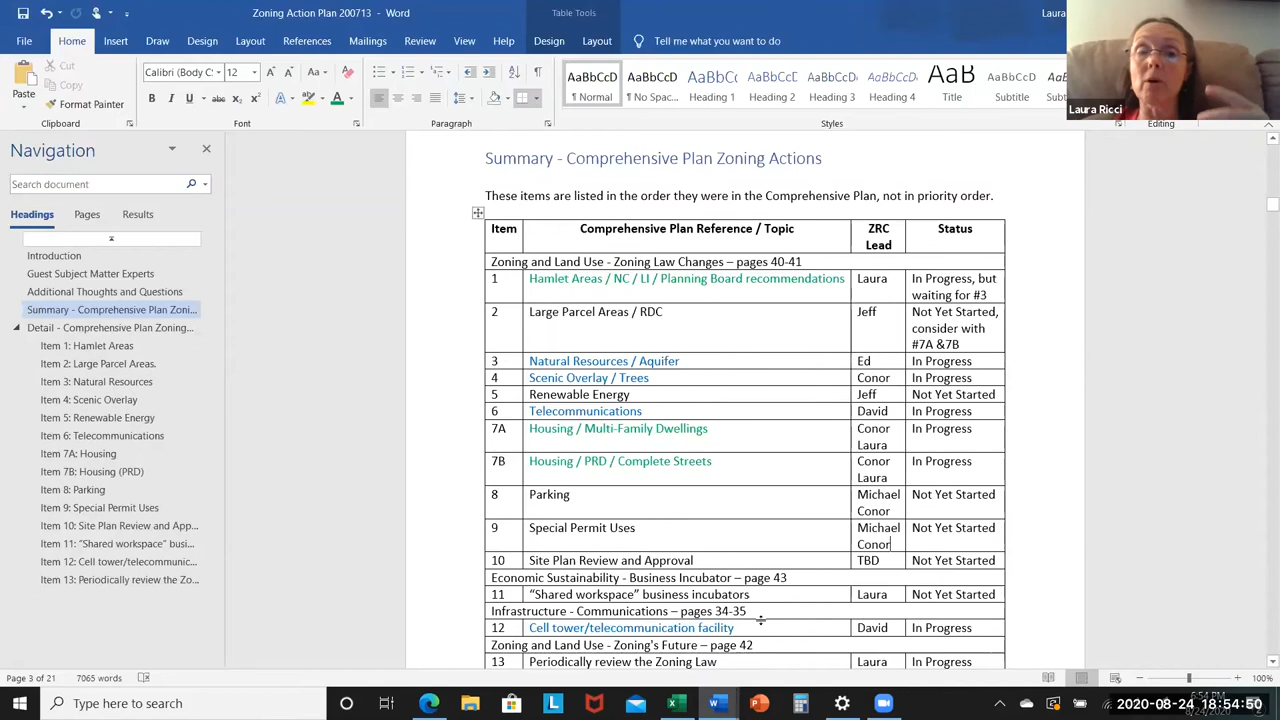 Zoning Action Plan 200713 - Word
Table Tools
Laura
File Home Insert Draw Design Layout References Mailings Review View Help Design Layout Tell me what you want to do
Paste
Cut
Copy
Format Painter
Clipboard
Calibri (Body C: 12
Font
Paragraph
AaBbCcD AaBbCcD AaBbCcD AaBbCcD AaBbCcD AaBbCcD AaB AaBbCcD
¶ Normal ¶ No Spac... Heading 1 Heading 2 Heading 3 Heading 4 Title Subtitle
Styles
Editing
Laura Ricci
Navigation
Search document
Headings Pages Results
Introduction
Guest Subject Matter Experts
Additional Thoughts and Questions
Summary - Comprehensive Plan Zoni...
Detail - Comprehensive Plan Zoning...
Item 1: Hamlet Areas
Item 2: Large Parcel Areas.
Item 3: Natural Resources
Item 4: Scenic Overlay
Item 5: Renewable Energy
Item 6: Telecommunications
Item 7A: Housing
Item 7B: Housing (PRD)
Item 8: Parking
Item 9: Special Permit Uses
Item 10: Site Plan Review and App...
Item 11: “Shared workspace” busi...
Item 12: Cell tower/telecommunic...
Item 13: Periodically review the Zo...
Summary - Comprehensive Plan Zoning Actions
These items are listed in the order they were in the Comprehensive Plan, not in priority order.
Item Comprehensive Plan Reference / Topic ZRC Lead Status
Zoning and Land Use - Zoning Law Changes – pages 40-41
1 Hamlet Areas / NC / LI / Planning Board recommendations Laura In Progress, but
waiting for #3
2 Large Parcel Areas / RDC Jeff Not Yet Started,
consider with
#7A &7B
3 Natural Resources / Aquifer Ed In Progress
4 Scenic Overlay / Trees Conor In Progress
5 Renewable Energy Jeff Not Yet Started
6 Telecommunications David In Progress
7A Housing / Multi-Family Dwellings Conor In Progress
Laura
7B Housing / PRD / Complete Streets Conor In Progress
Laura
8 Parking Michael Not Yet Started
Conor
9 Special Permit Uses Michael Not Yet Started
Conor
10 Site Plan Review and Approval TBD Not Yet Started
Economic Sustainability - Business Incubator – page 43
11 “Shared workspace” business incubators Laura Not Yet Started
Infrastructure - Communications – pages 34-35
12 Cell tower/telecommunication facility David In Progress
Zoning and Land Use - Zoning's Future – page 42
13 Periodically review the Zoning Law Laura In Progress
Page 3 of 21 7065 words
100%
Type here to search
6:54 PM
8/24/2020
2020-08-24 18:54:50